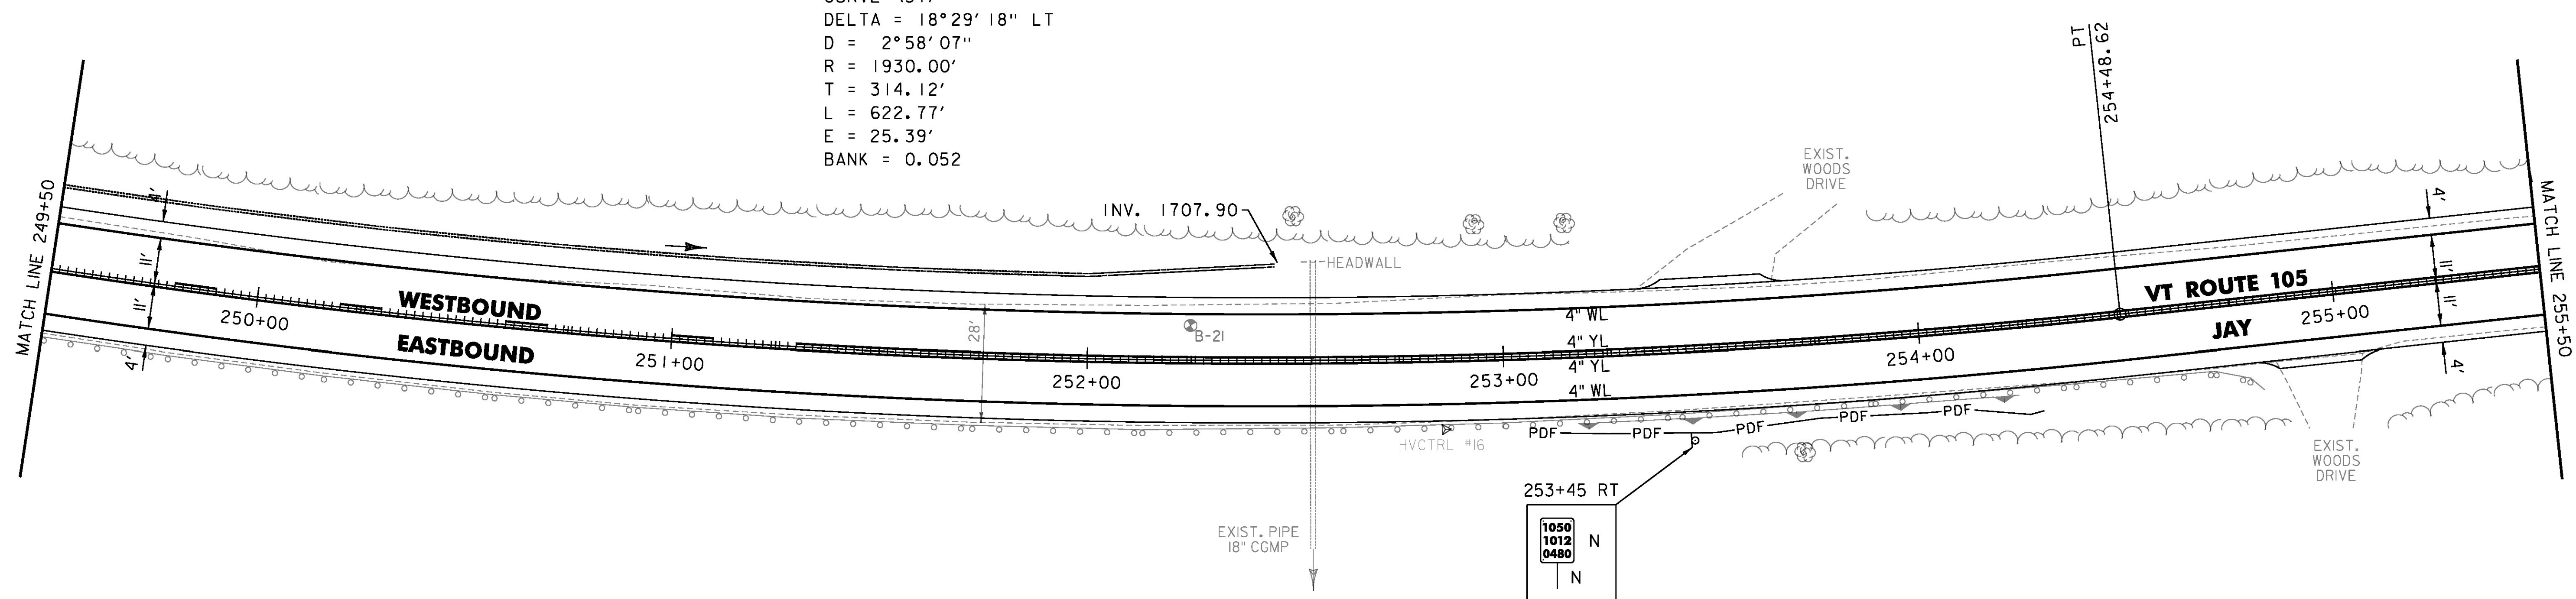 DELTA = 18°29'18" LT
D = 2°58'07"
R = 1930.00'
T = 314.12'
L = 622.77'
E = 25.39'
BANK = 0.052
PT
254+48.62
MATCH LINE 249+50
MATCH LINE 255+50
4'
11'
11'
4'
INV. 1707.90
HEADWALL
EXIST.
WOODS
DRIVE
4'
11'
11'
4'
WESTBOUND
EASTBOUND
VT ROUTE 105
JAY
250+00
251+00
252+00
253+00
254+00
255+00
28'
B-21
4" WL
4" YL
4" YL
4" WL
HVCTRL #16
PDF
PDF
PDF
PDF
PDF
EXIST.
WOODS
DRIVE
253+45 RT
1050
1012
0480
N
N
EXIST. PIPE
18" CGMP